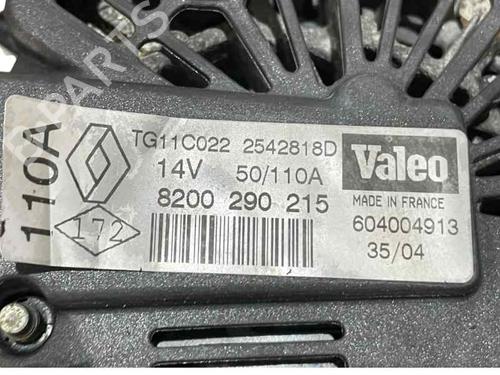 110A
TG11C022 2542818D
14V 50/110A
8200 290 215
172
Valeo
MADE IN FRANCE
604004913
35/04